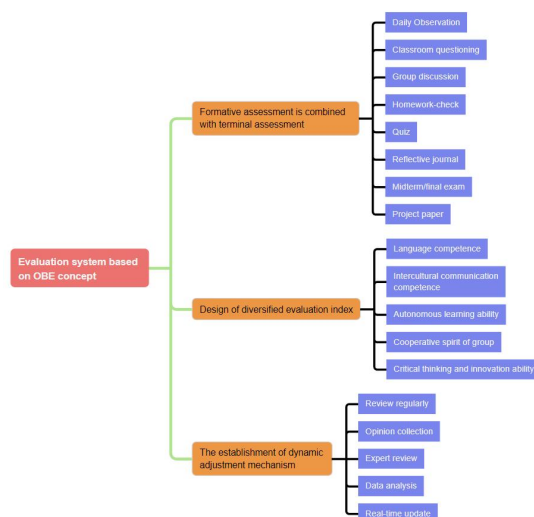 Evaluation system based
on OBE concept
Formative assessment is combined
with terminal assessment
Daily Observation
Classroom questioning
Group discussion
Homework-check
Quiz
Reflective journal
Midterm/final exam
Project paper
Design of diversified evaluation index
Language competence
Intercultural communication
competence
Autonomous learning ability
Cooperative spirit of group
Critical thinking and innovation ability
The establishment of dynamic
adjustment mechanism
Review regularly
Opinion collection
Expert review
Data analysis
Real-time update